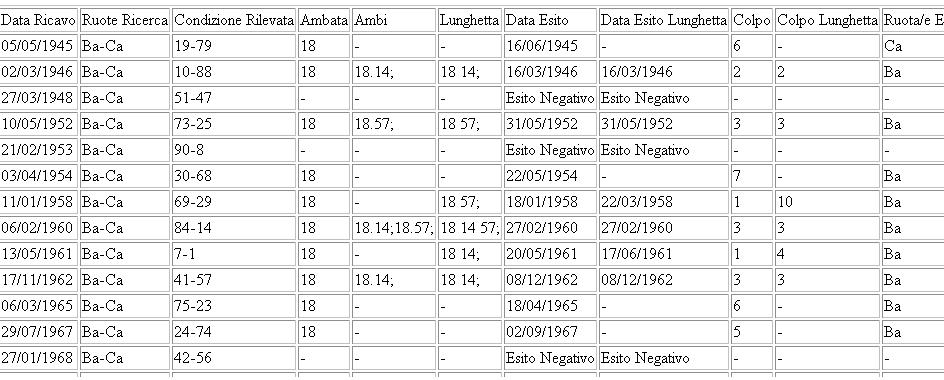 Data Ricavo Ruote Ricerca Condizione Rilevata Ambata Ambi Lunghetta Data Esito Data Esito Lunghetta Colpo Colpo Lunghetta Ruota/e E
05/05/1945 Ba-Ca 19-79 18 - - 16/06/1945 - 6 - Ca
02/03/1946 Ba-Ca 10-88 18 18.14; 18 14; 16/03/1946 16/03/1946 2 2 Ba
27/03/1948 Ba-Ca 51-47 - - - Esito Negativo Esito Negativo - - -
10/05/1952 Ba-Ca 73-25 18 18.57; 18 57; 31/05/1952 31/05/1952 3 3 Ba
21/02/1953 Ba-Ca 90-8 - - - Esito Negativo Esito Negativo - - -
03/04/1954 Ba-Ca 30-68 18 - - 22/05/1954 - 7 - Ba
11/01/1958 Ba-Ca 69-29 18 - 18 57; 18/01/1958 22/03/1958 1 10 Ba
06/02/1960 Ba-Ca 84-14 18 18.14;18.57; 18 14 57; 27/02/1960 27/02/1960 3 3 Ba
13/05/1961 Ba-Ca 7-1 18 - 18 14; 20/05/1961 17/06/1961 1 4 Ba
17/11/1962 Ba-Ca 41-57 18 18.14; 18 14; 08/12/1962 08/12/1962 3 3 Ba
06/03/1965 Ba-Ca 75-23 18 - - 18/04/1965 - 6 - Ba
29/07/1967 Ba-Ca 24-74 18 - - 02/09/1967 - 5 - Ba
27/01/1968 Ba-Ca 42-56 - - - Esito Negativo Esito Negativo - - -